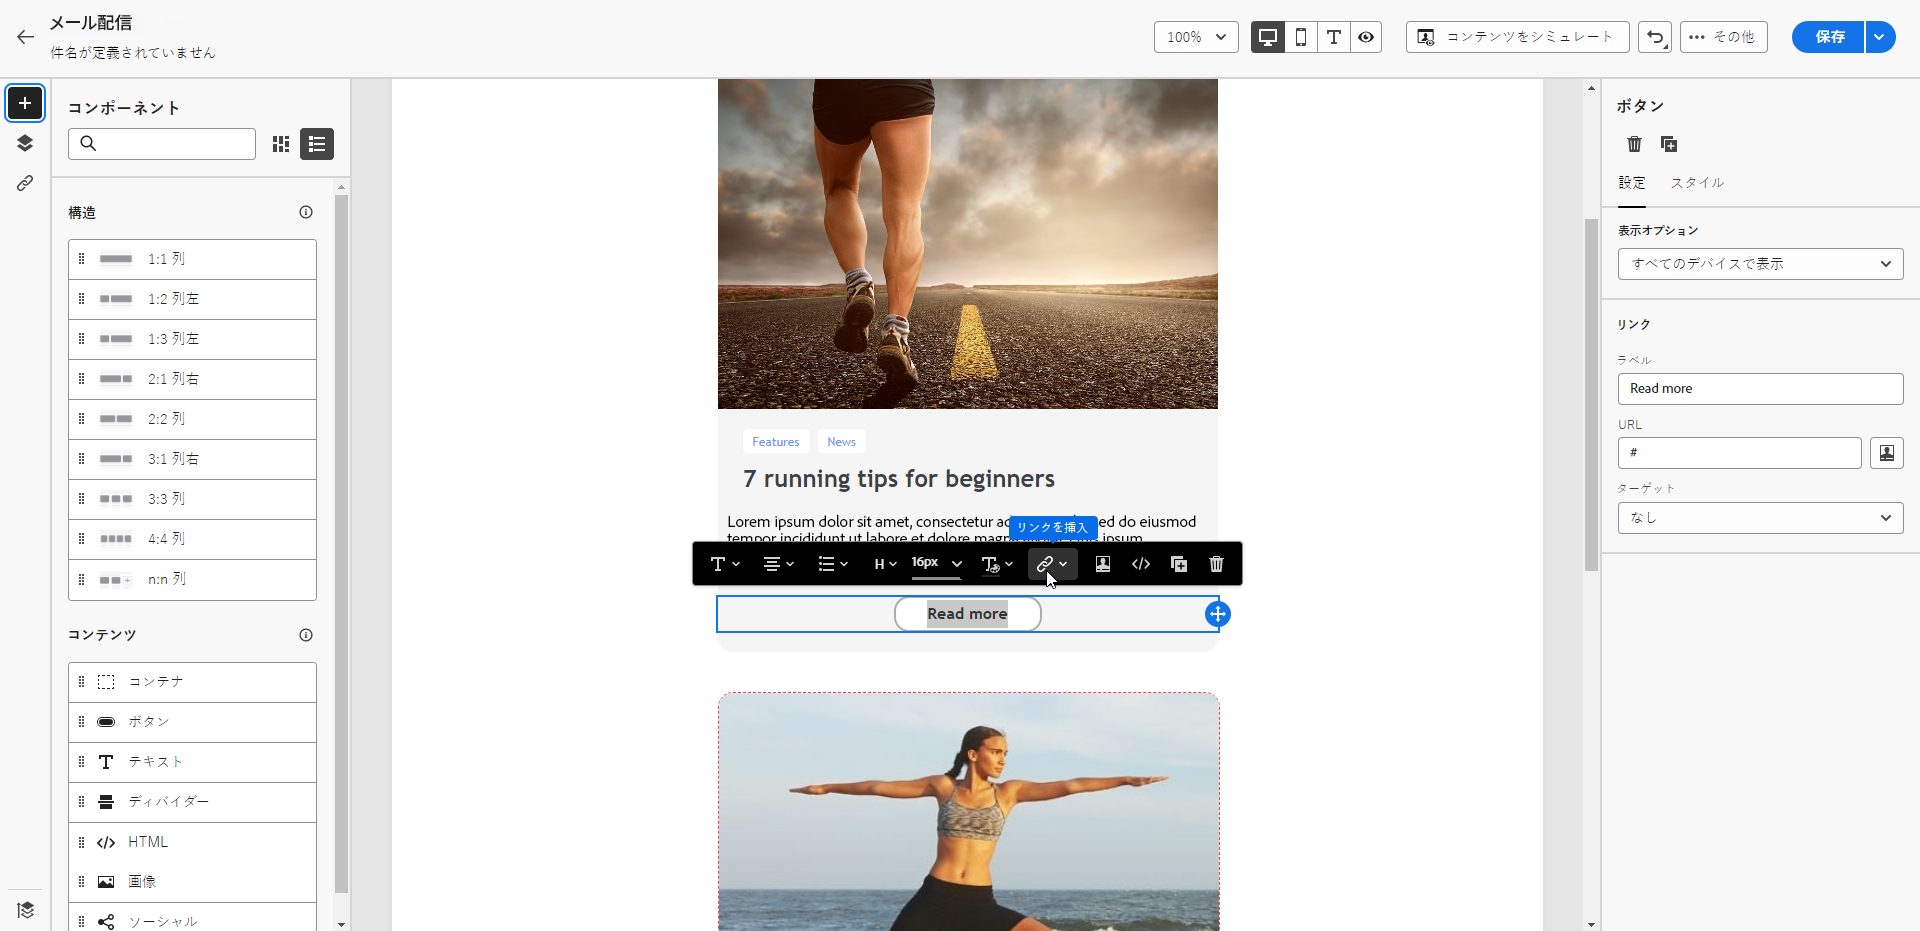 メール配信
件名が定義されていません
100%
コンテンツをシミュレート
その他
保存
コンポーネント
構造
1:1 列
1:2 列左
1:3 列左
2:1 列右
2:2 列
3:1 列右
3:3 列
4:4 列
n:n 列
コンテンツ
コンテナ
ボタン
テキスト
ディバイダー
HTML
画像
ソーシャル
Features News
7 running tips for beginners
Lorem ipsum dolor sit amet, consectetur ed do eiusmod
tempor incididunt ut labore et dolore ipsum
リンクを挿入
H 16px
Read more
ボタン
設定 スタイル
表示オプション
すべてのデバイスで表示
リンク
ラベル
Read more
URL
#
ターゲット
なし